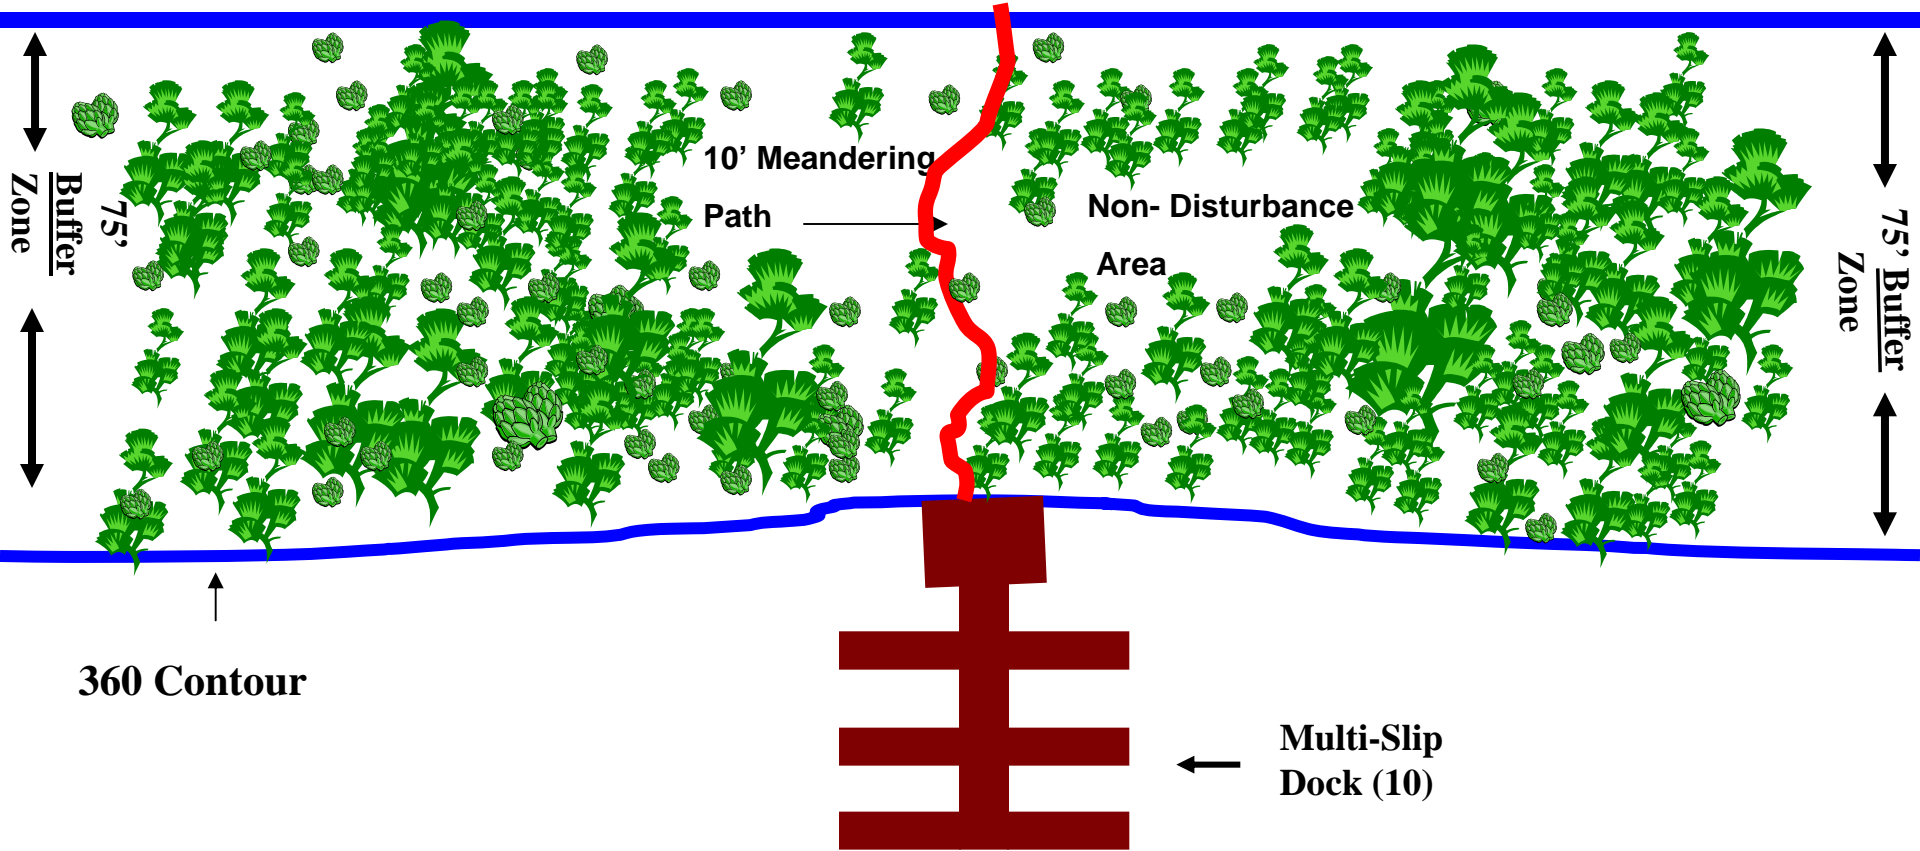 75’
Buffer
Zone
10’ Meandering
Path
Non- Disturbance
Area
75’ Buffer
Zone
360 Contour
Multi-Slip
Dock (10)